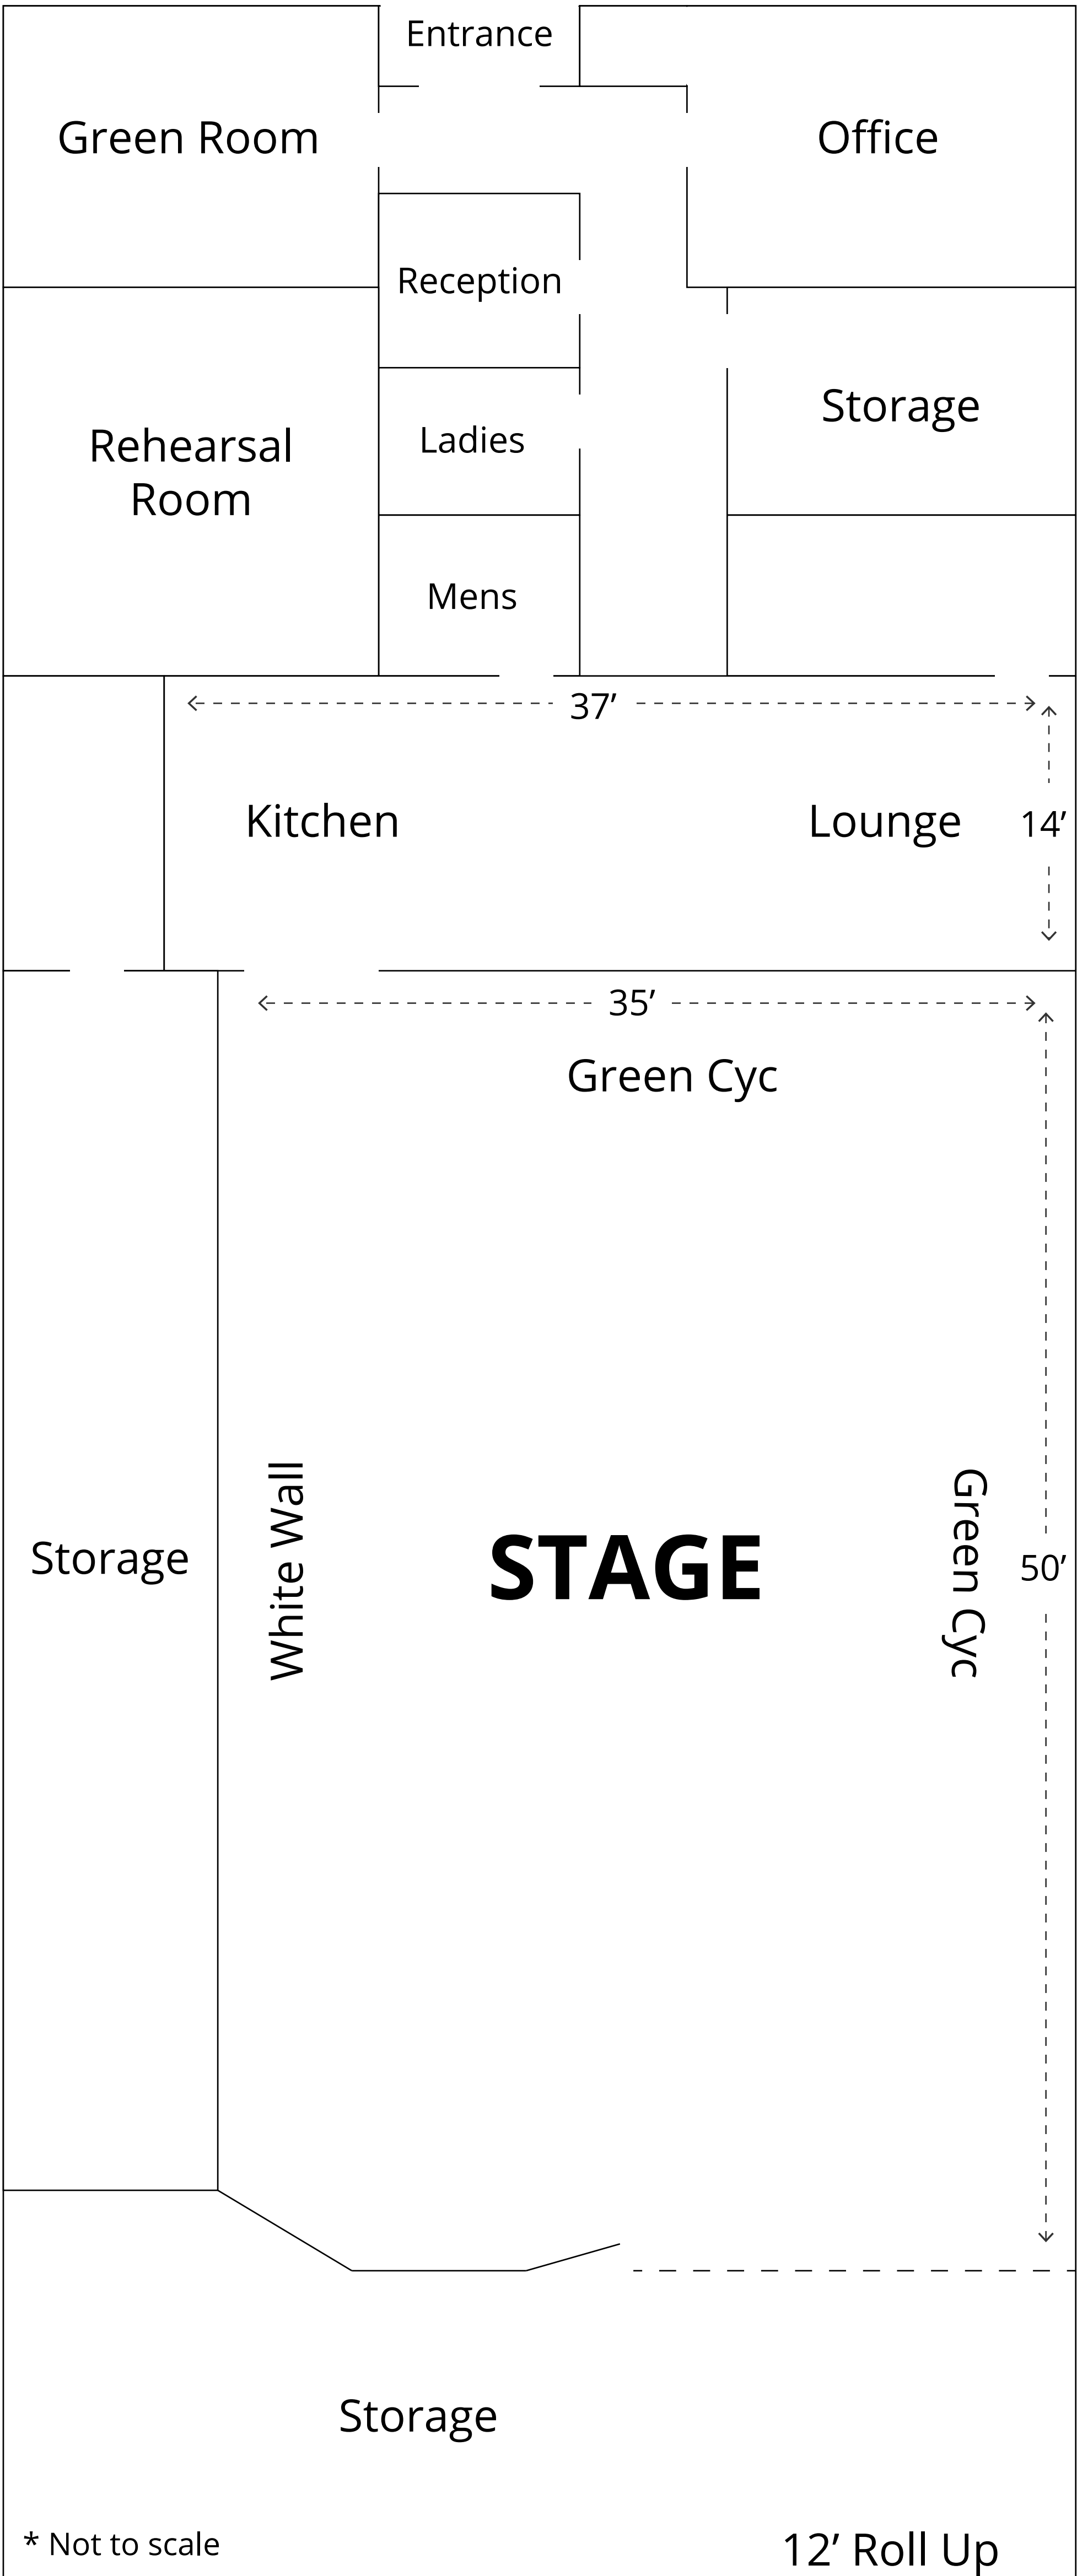 Entrance
Green Room
Office
Reception
Storage
Ladies
Rehearsal
Room
Mens
37’
Kitchen
Lounge
14’
35’
Green Cyc
White Wall
Green Cyc
STAGE
Storage
50’
Storage
* Not to scale
12’ Roll Up